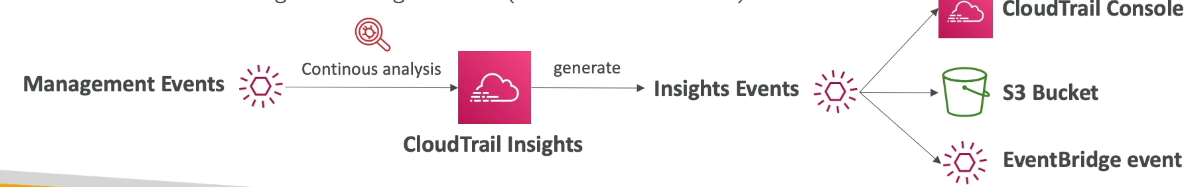 CloudTrail Console
Continous analysis
generate
Management Events
Insights Events
S3 Bucket
CloudTrail Insights
EventBridge event